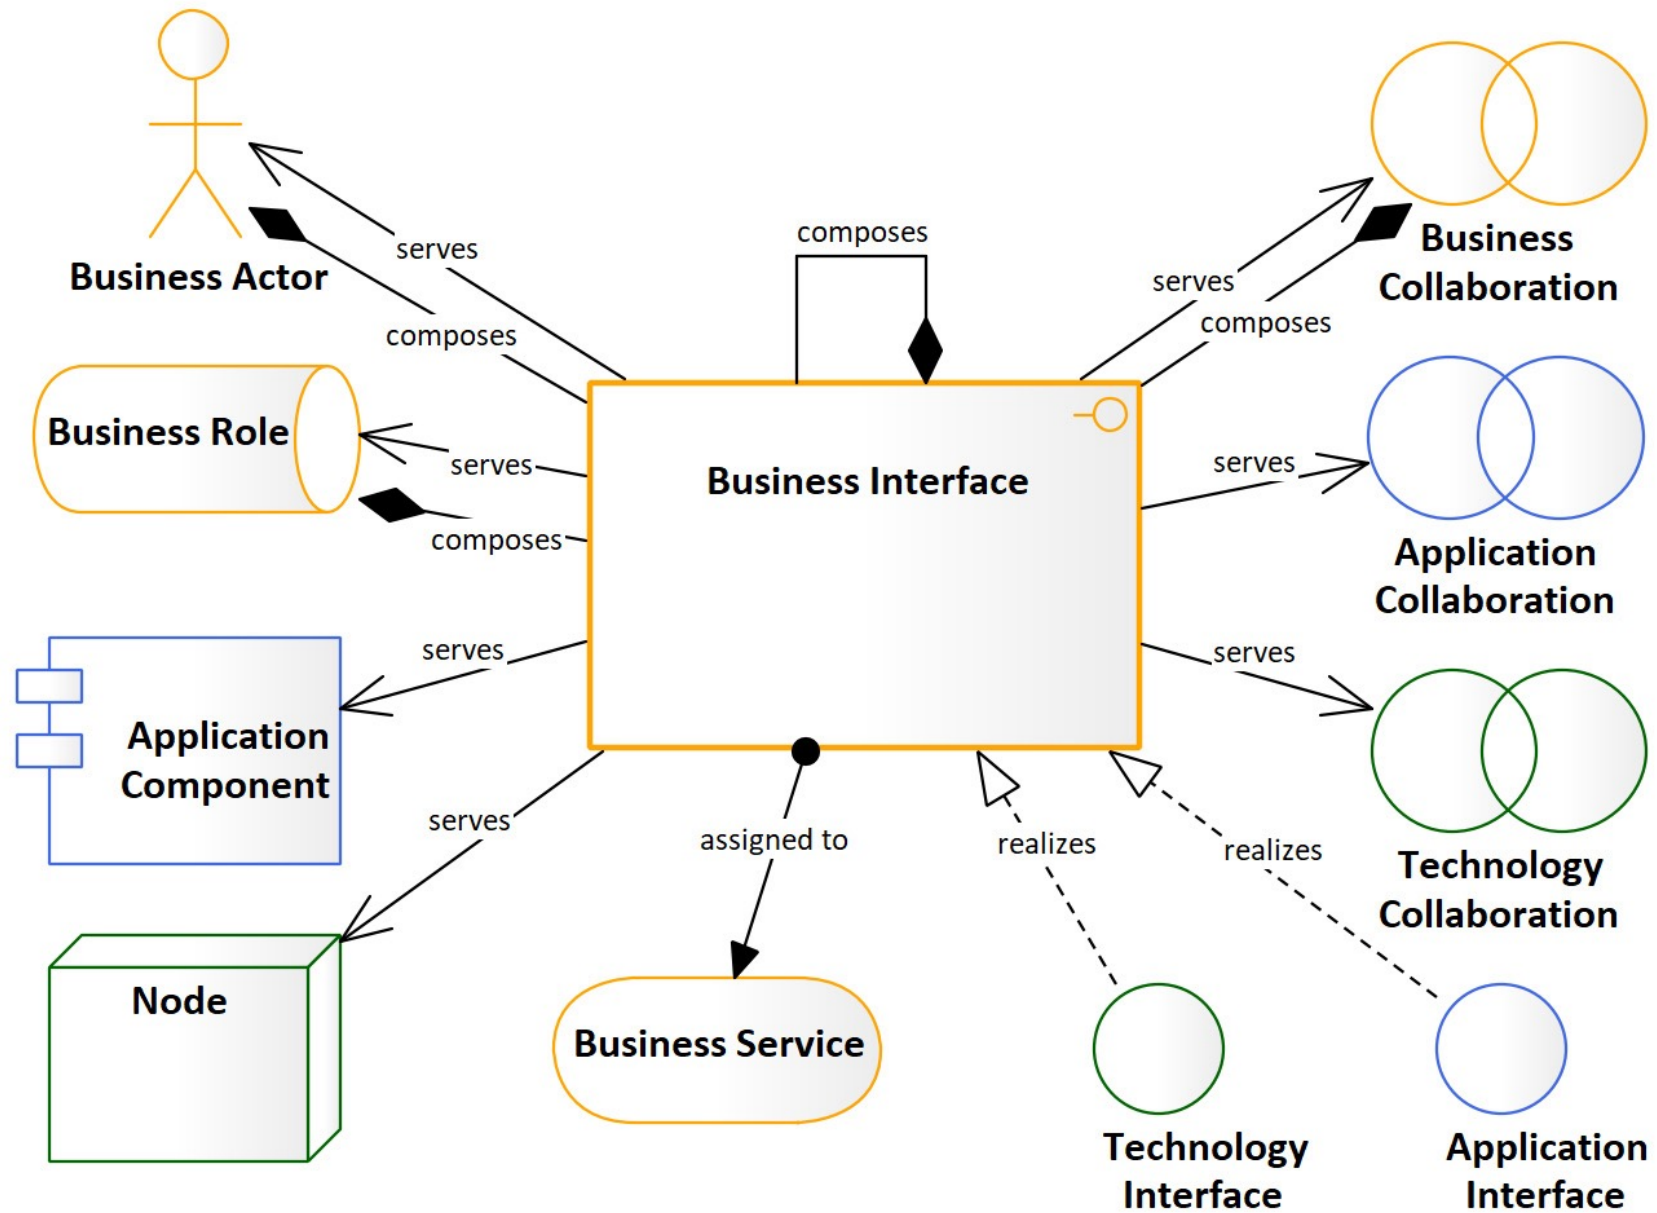 Business Actor
serves
composes
composes
serves
composes
Business
Collaboration
Business Role
serves
composes
Business Interface
serves
Application
Collaboration
serves
Application
Component
serves
Technology
Collaboration
serves
Node
assigned to
Business Service
realizes
realizes
Technology
Interface
Application
Interface